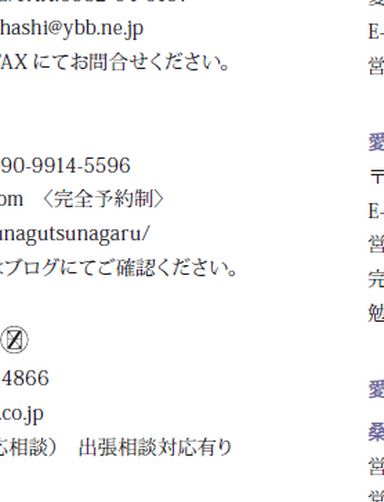 hashi@ybb.ne.jp
FAX にてお問合せください。
90-9914-5596
om 〈完全予約制〉
unagutsunagaru/
はブログにてご確認ください。
4866
.co.jp
応相談） 出張相談対応有り
E-
営
愛
〒
E-
営
完
勉
愛
桑
営